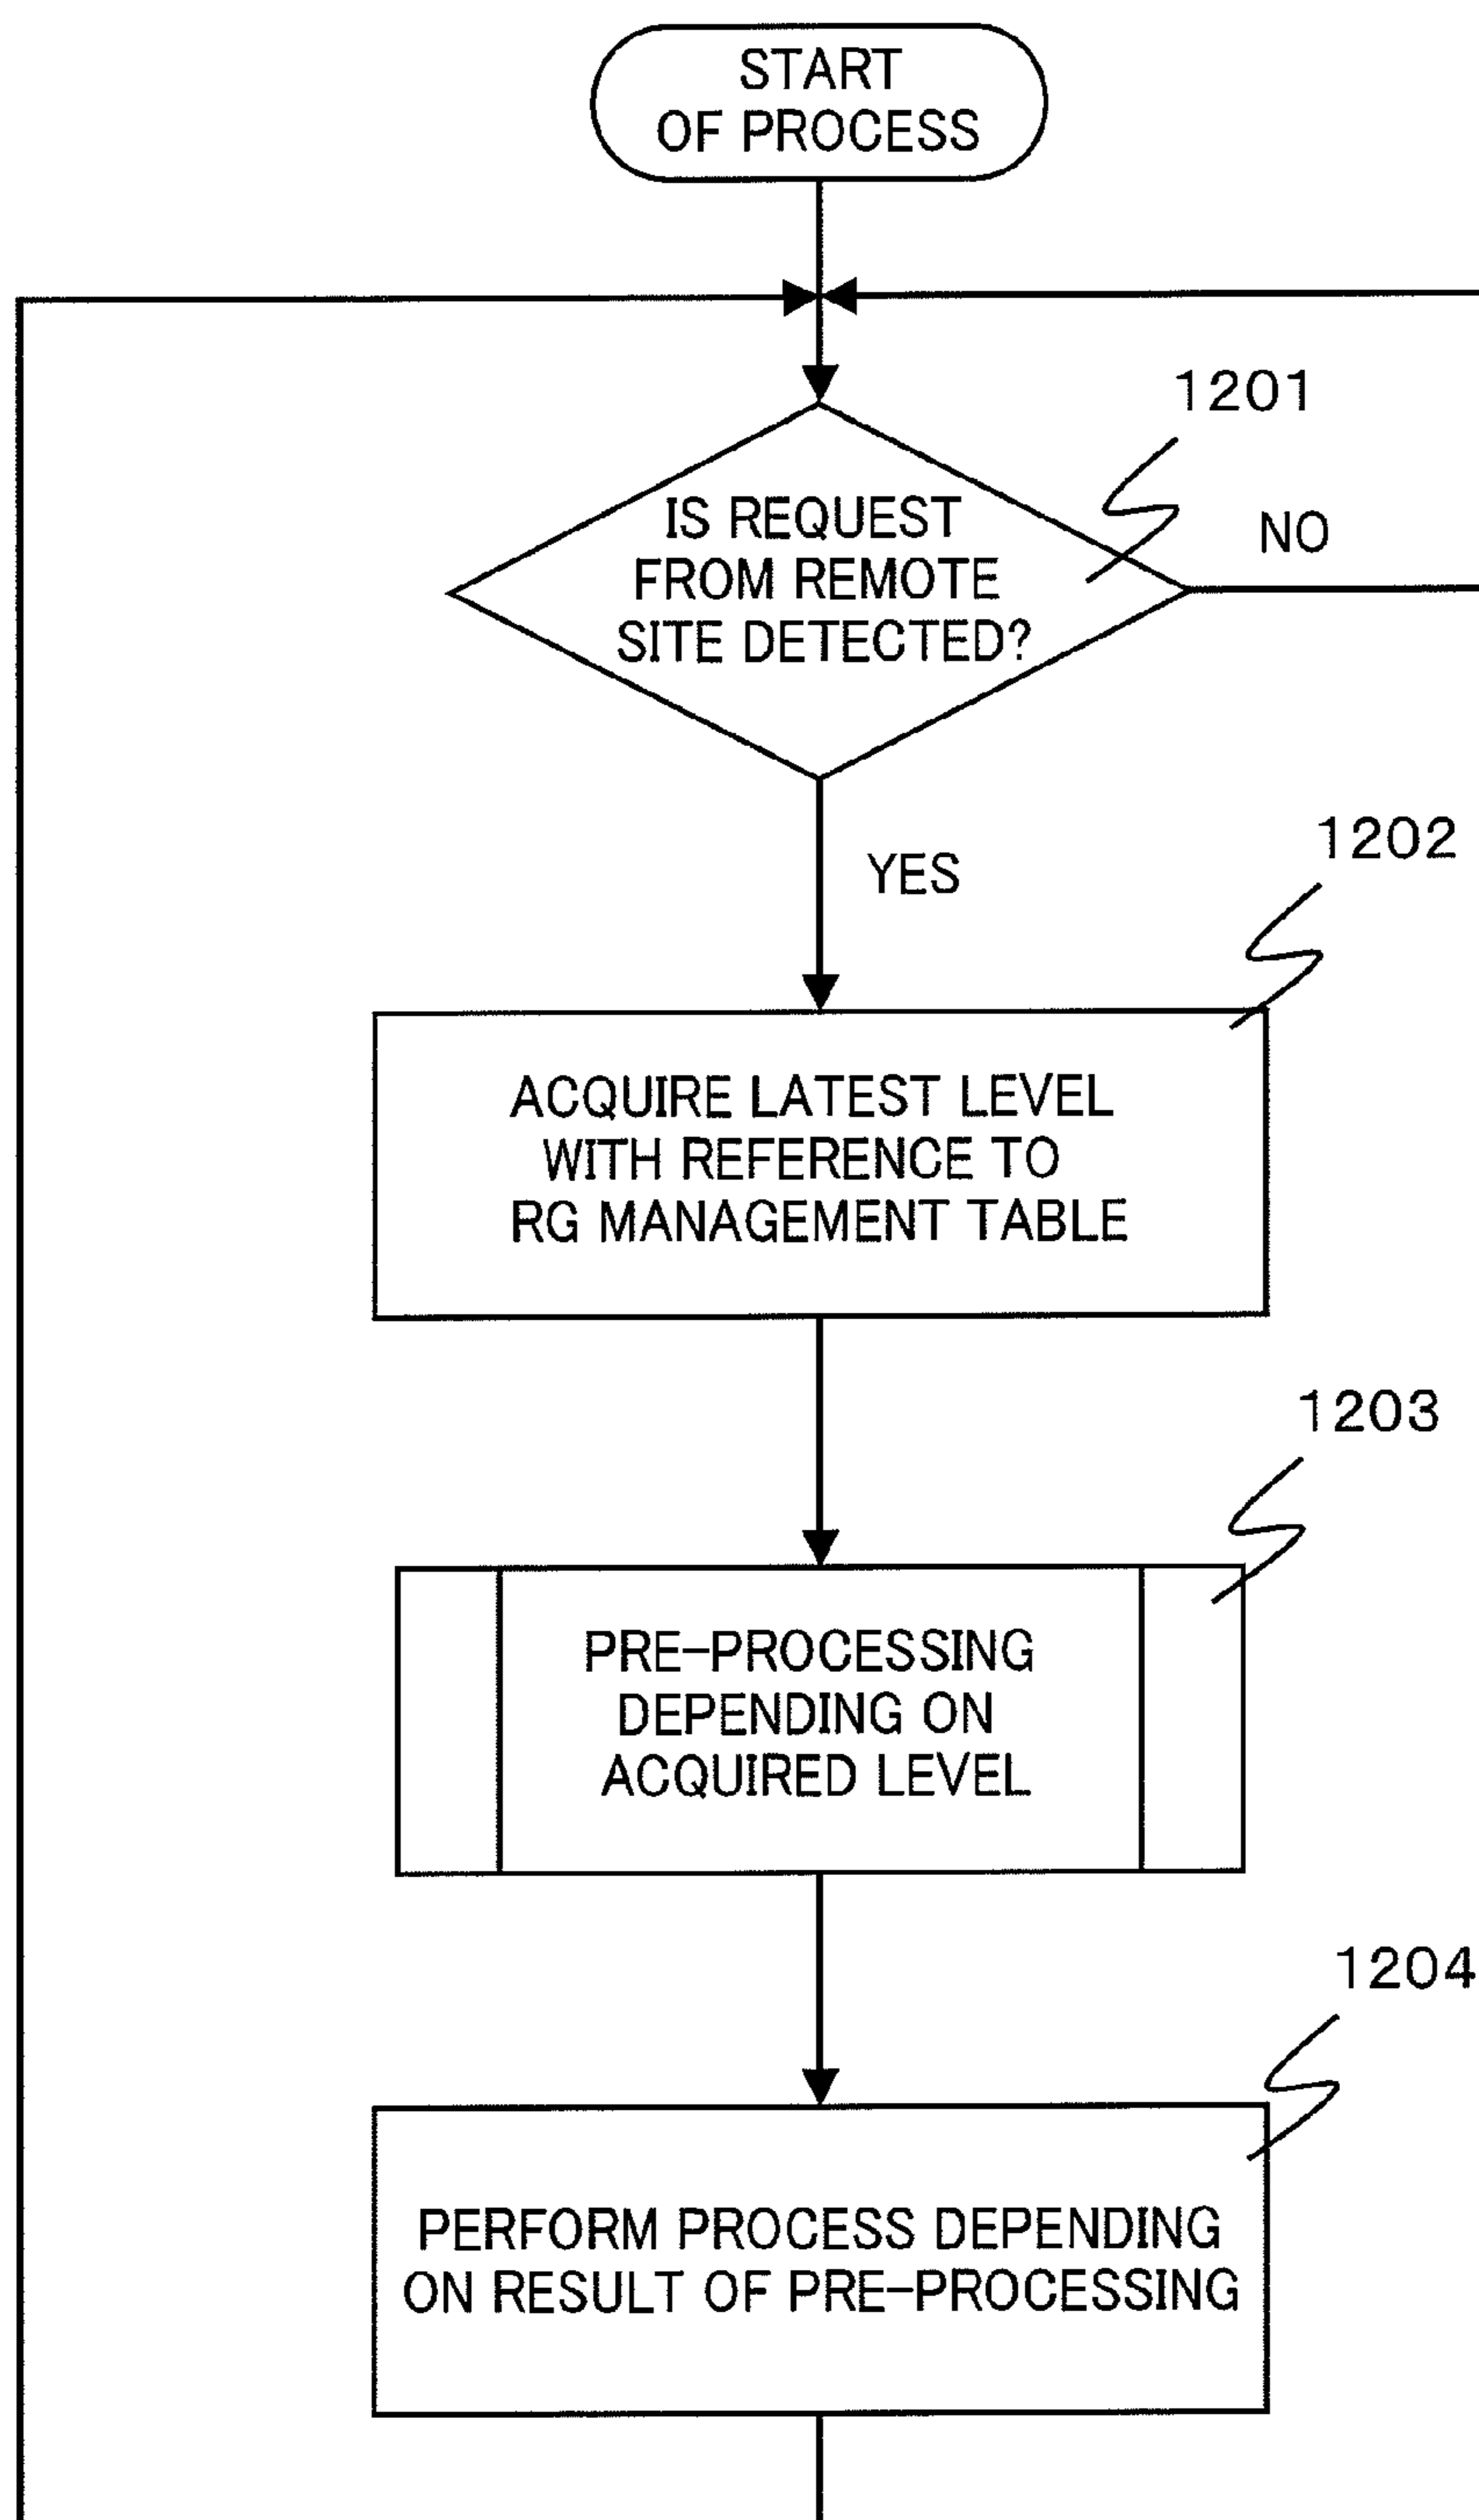 START
OF PROCESS
1201
IS REQUEST
FROM REMOTE
SITE DETECTED?
NO
YES
1202
ACQUIRE LATEST LEVEL
WITH REFERENCE TO
RG MANAGEMENT TABLE
1203
PRE-PROCESSING
DEPENDING ON
ACQUIRED LEVEL
1204
PERFORM PROCESS DEPENDING
ON RESULT OF PRE-PROCESSING